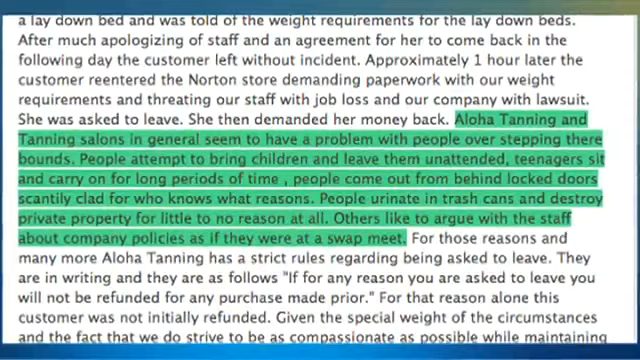 a lay down bed and was told of the weight requirements for the lay down beds.
After much apologizing of staff and an agreement for her to come back in the
following day the customer left without incident. Approximately 1 hour later the
customer reentered the Norton store demanding paperwork with our weight
requirements and threating our staff with job loss and our company with lawsuit.
She was asked to leave. She then demanded her money back. Aloha Tanning and
Tanning salons in general seem to have a problem with people over stepping there
bounds. People attempt to bring children and leave them unattended, teenagers sit
and carry on for long periods of time , people come out from behind locked doors
scantily clad for who knows what reasons. People urinate in trash cans and destroy
private property for little to no reason at all. Others like to argue with the staff
about company policies as if they were at a swap meet. For those reasons and
many more Aloha Tanning has a strict rules regarding being asked to leave. They
are in writing and they are as follows "If for any reason you are asked to leave you
will not be refunded for any purchase made prior." For that reason alone this
customer was not initially refunded. Given the special weight of the circumstances
and the fact that we do strive to be as compassionate as possible while maintaining